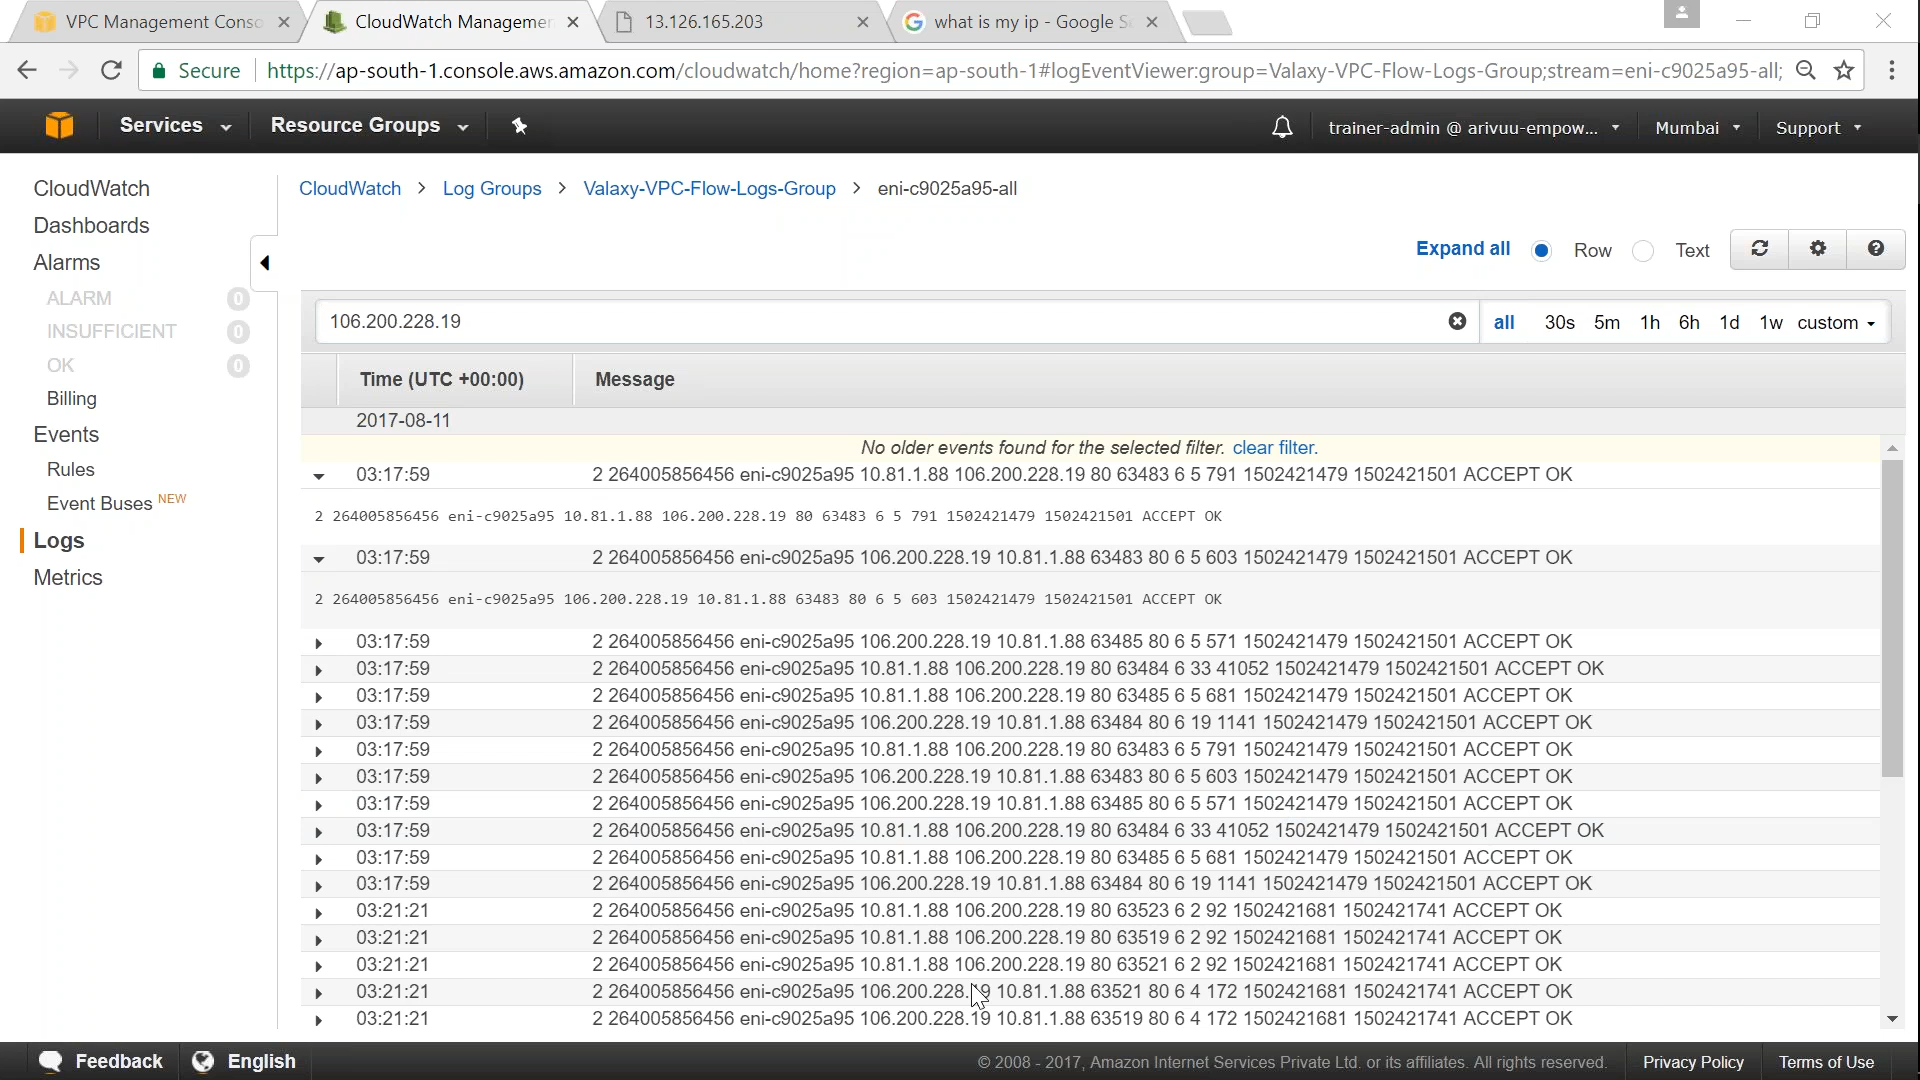 VPC Management Conso
CloudWatch Managemen
13.126.165.203
what is my ip - Google S
Secure
https://ap-south-1.console.aws.amazon.com/cloudwatch/home?region=ap-south-1#logEventViewer:group=Valaxy-VPC-Flow-Logs-Group;stream=eni-c9025a95-all;
Services
Resource Groups
trainer-admin @ arivuu-empow...
Mumbai
Support
CloudWatch
Dashboards
Alarms
ALARM 0
INSUFFICIENT 0
OK 0
Billing
Events
Rules
Event Buses NEW
Logs
Metrics
CloudWatch > Log Groups > Valaxy-VPC-Flow-Logs-Group > eni-c9025a95-all
Expand all Row Text
106.200.228.19
all 30s 5m 1h 6h 1d 1w custom
Time (UTC +00:00) Message
2017-08-11
No older events found for the selected filter. clear filter.
03:17:59 2 264005856456 eni-c9025a95 10.81.1.88 106.200.228.19 80 63483 6 5 791 1502421479 1502421501 ACCEPT OK
2 264005856456 eni-c9025a95 10.81.1.88 106.200.228.19 80 63483 6 5 791 1502421479 1502421501 ACCEPT OK
03:17:59 2 264005856456 eni-c9025a95 106.200.228.19 10.81.1.88 63483 80 6 5 603 1502421479 1502421501 ACCEPT OK
2 264005856456 eni-c9025a95 106.200.228.19 10.81.1.88 63483 80 6 5 603 1502421479 1502421501 ACCEPT OK
03:17:59 2 264005856456 eni-c9025a95 106.200.228.19 10.81.1.88 63485 80 6 5 571 1502421479 1502421501 ACCEPT OK
03:17:59 2 264005856456 eni-c9025a95 10.81.1.88 106.200.228.19 80 63484 6 33 41052 1502421479 1502421501 ACCEPT OK
03:17:59 2 264005856456 eni-c9025a95 10.81.1.88 106.200.228.19 80 63485 6 5 681 1502421479 1502421501 ACCEPT OK
03:17:59 2 264005856456 eni-c9025a95 106.200.228.19 10.81.1.88 63484 80 6 19 1141 1502421479 1502421501 ACCEPT OK
03:17:59 2 264005856456 eni-c9025a95 10.81.1.88 106.200.228.19 80 63483 6 5 791 1502421479 1502421501 ACCEPT OK
03:17:59 2 264005856456 eni-c9025a95 106.200.228.19 10.81.1.88 63483 80 6 5 603 1502421479 1502421501 ACCEPT OK
03:17:59 2 264005856456 eni-c9025a95 106.200.228.19 10.81.1.88 63485 80 6 5 571 1502421479 1502421501 ACCEPT OK
03:17:59 2 264005856456 eni-c9025a95 10.81.1.88 106.200.228.19 80 63484 6 33 41052 1502421479 1502421501 ACCEPT OK
03:17:59 2 264005856456 eni-c9025a95 10.81.1.88 106.200.228.19 80 63485 6 5 681 1502421479 1502421501 ACCEPT OK
03:17:59 2 264005856456 eni-c9025a95 106.200.228.19 10.81.1.88 63484 80 6 19 1141 1502421479 1502421501 ACCEPT OK
03:21:21 2 264005856456 eni-c9025a95 10.81.1.88 106.200.228.19 80 63523 6 2 92 1502421681 1502421741 ACCEPT OK
03:21:21 2 264005856456 eni-c9025a95 10.81.1.88 106.200.228.19 80 63519 6 2 92 1502421681 1502421741 ACCEPT OK
03:21:21 2 264005856456 eni-c9025a95 10.81.1.88 106.200.228.19 80 63521 6 2 92 1502421681 1502421741 ACCEPT OK
03:21:21 2 264005856456 eni-c9025a95 106.200.228.19 10.81.1.88 63521 80 6 4 172 1502421681 1502421741 ACCEPT OK
03:21:21 2 264005856456 eni-c9025a95 106.200.228.19 10.81.1.88 63519 80 6 4 172 1502421681 1502421741 ACCEPT OK
Feedback
English
© 2008 - 2017, Amazon Internet Services Private Ltd. or its affiliates. All rights reserved.
Privacy Policy
Terms of Use